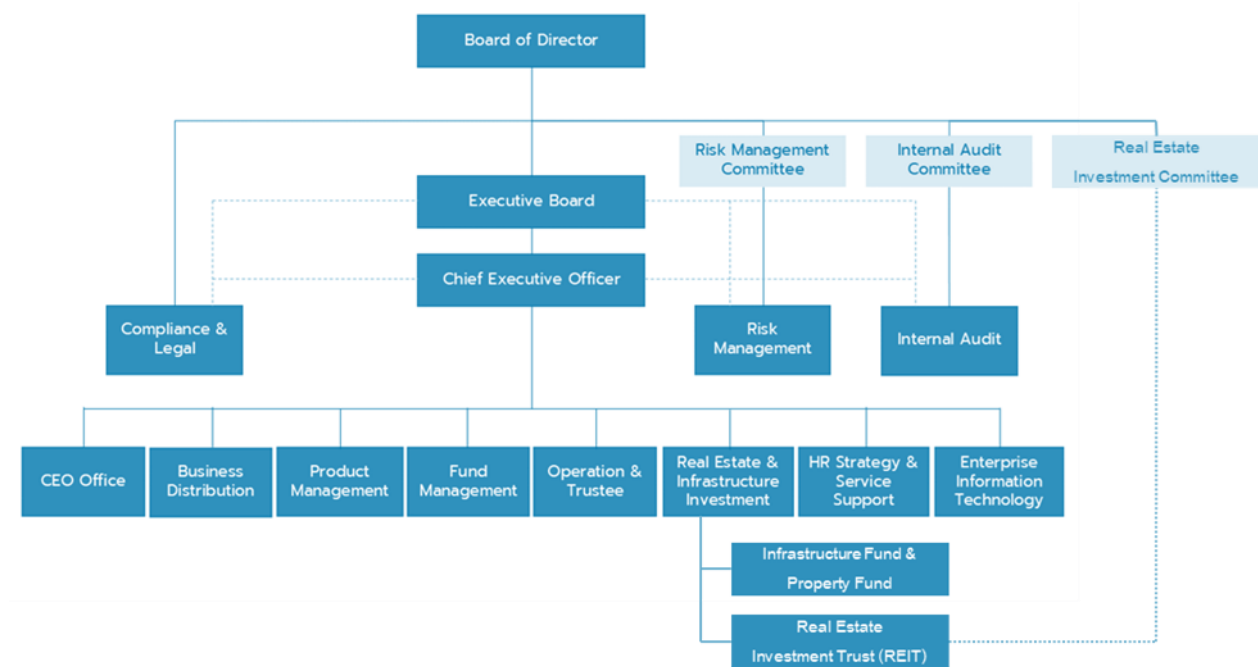 Board of Director
Risk Management
Committee
Internal Audit
Committee
Real Estate
Investment Committee
Executive Board
Chief Executive Officer
Compliance &
Legal
Risk
Management
Internal Audit
CEO Office
Business
Distribution
Product
Management
Fund
Management
Operation &
Trustee
Real Estate &
Infrastructure
Investment
HR Strategy &
Service
Support
Enterprise
Information
Technology
Infrastructure Fund &
Property Fund
Real Estate
Investment Trust (REIT)